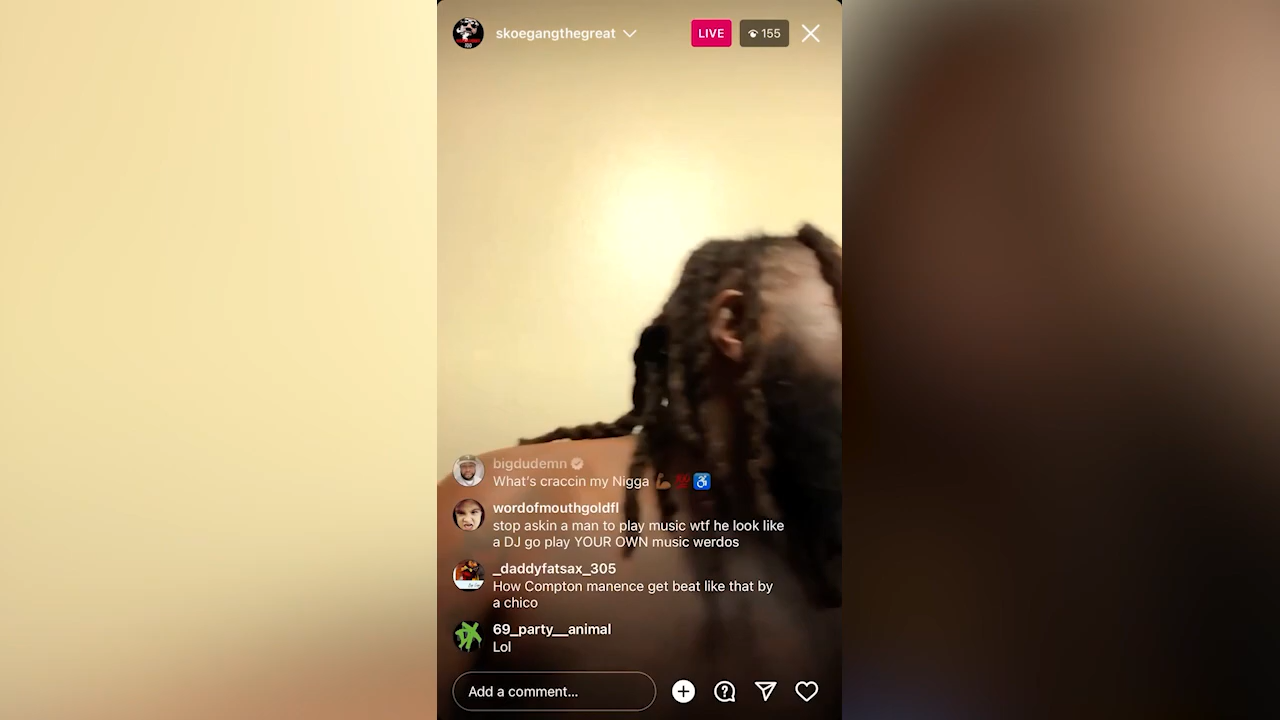 skoegangthegreat
LIVE
155
bigdudemn
What's craccin my Nigga 💪🏾 💯 ♿
wordofmouthgoldfl
stop askin a man to play music wtf he look like
a DJ go play YOUR OWN music werdos
_daddyfatsax_305
How Compton manence get beat like that by
a chico
69_party__animal
Lol
Add a comment...